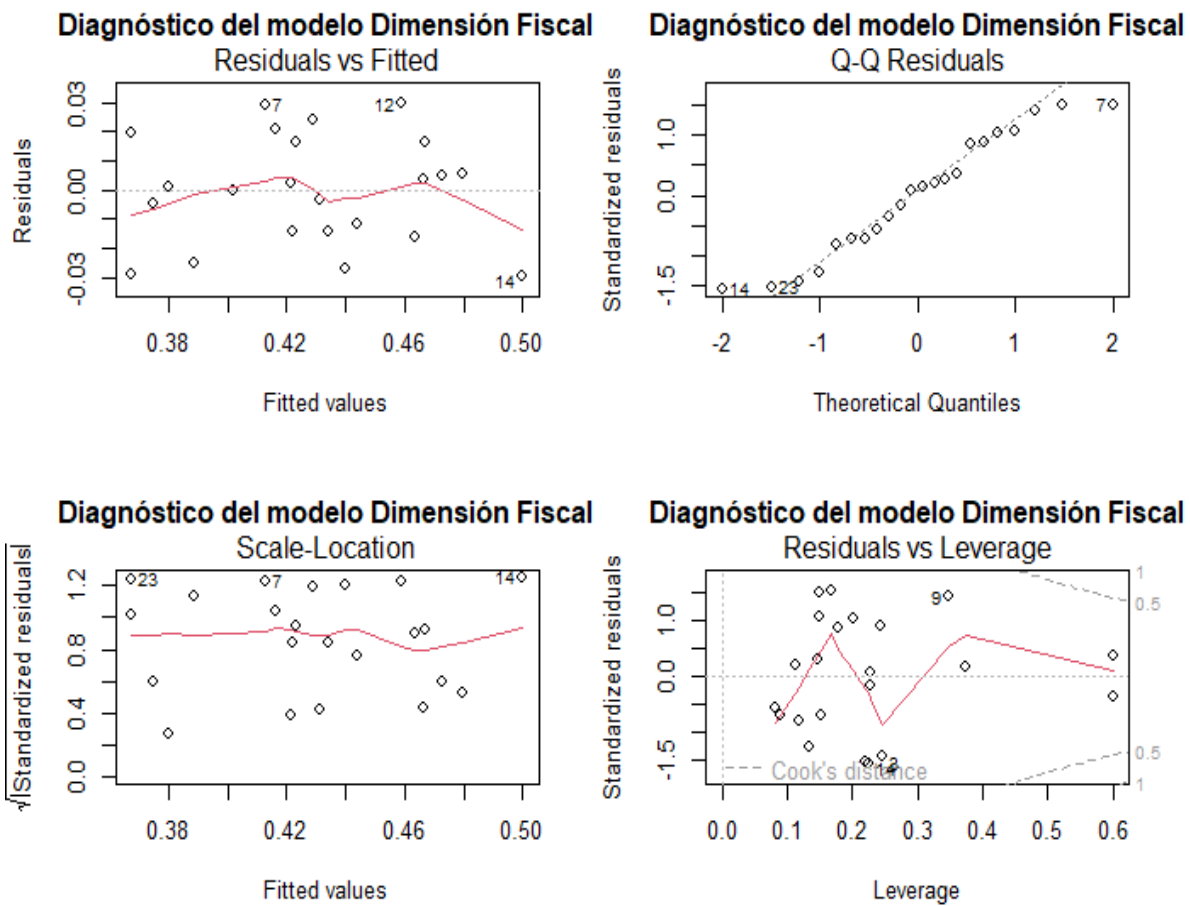 Diagnóstico del modelo Dimensión Fiscal
Residuals vs Fitted
Residuals
0.03
0.00
-0.03
7
12
14
0.38
0.42
0.46
0.50
Fitted values
Diagnóstico del modelo Dimensión Fiscal
Q-Q Residuals
Standardized residuals
1.0
0.0
-1.5
7
14
23
-2
-1
0
1
2
Theoretical Quantiles
Diagnóstico del modelo Dimensión Fiscal
Scale-Location
√|Standardized residuals|
1.2
0.8
0.4
0.0
23
7
14
0.38
0.42
0.46
0.50
Fitted values
Diagnóstico del modelo Dimensión Fiscal
Residuals vs Leverage
Standardized residuals
1.0
0.0
-1.5
9
1
0.5
0.5
1
Cook's distance
0.0
0.1
0.2
0.3
0.4
0.5
0.6
Leverage